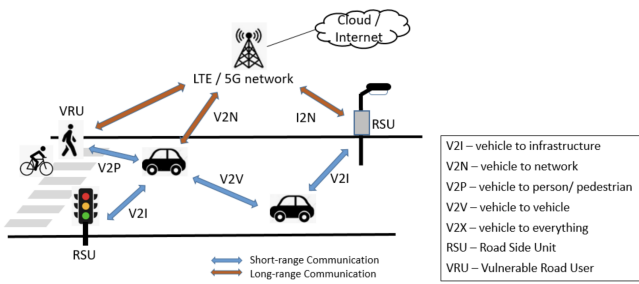 Cloud /
Internet
LTE / 5G network
VRU
V2N
I2N
RSU
V2P
V2V
V2I
V2I
RSU
Short-range Communication
Long-range Communication
V2I – vehicle to infrastructure
V2N – vehicle to network
V2P – vehicle to person/ pedestrian
V2V – vehicle to vehicle
V2X – vehicle to everything
RSU – Road Side Unit
VRU – Vulnerable Road User